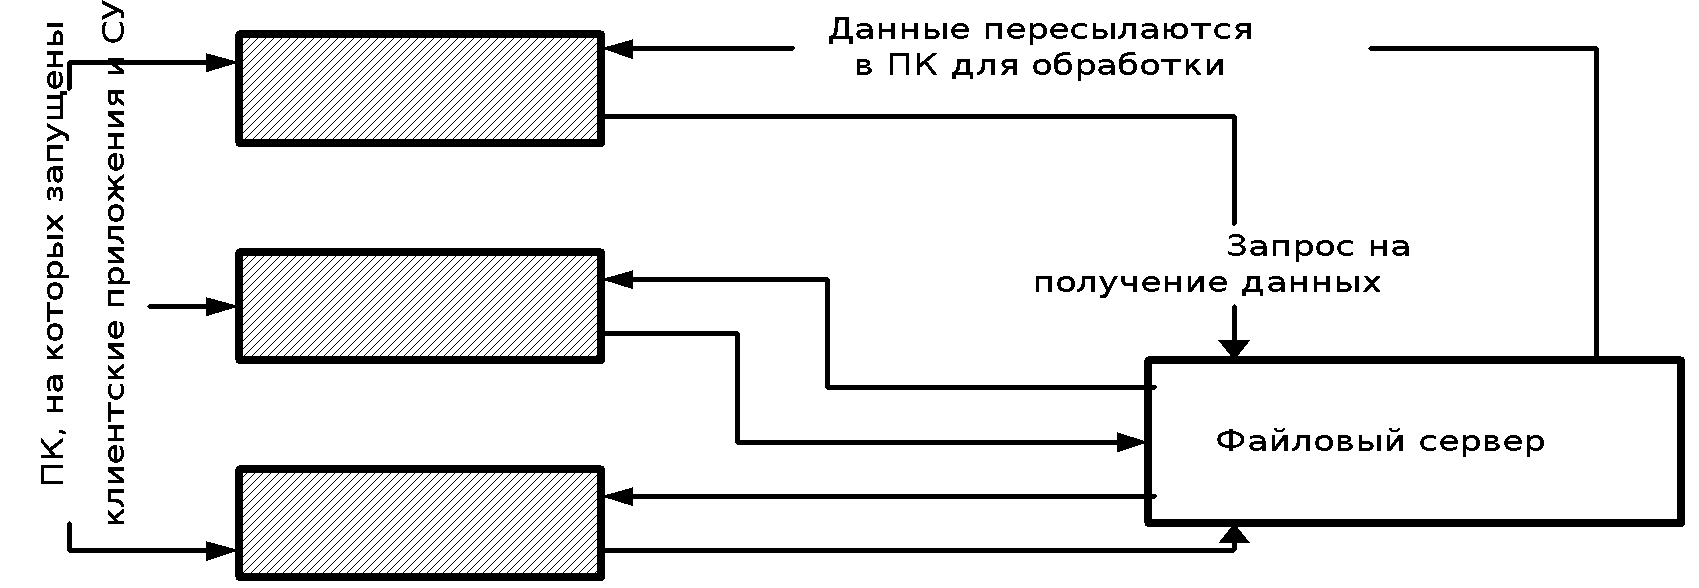 ПК, на которых запущены
клиентские приложения и СУ
Данные пересылаются
в ПК для обработки
Запрос на
получение данных
Файловый сервер